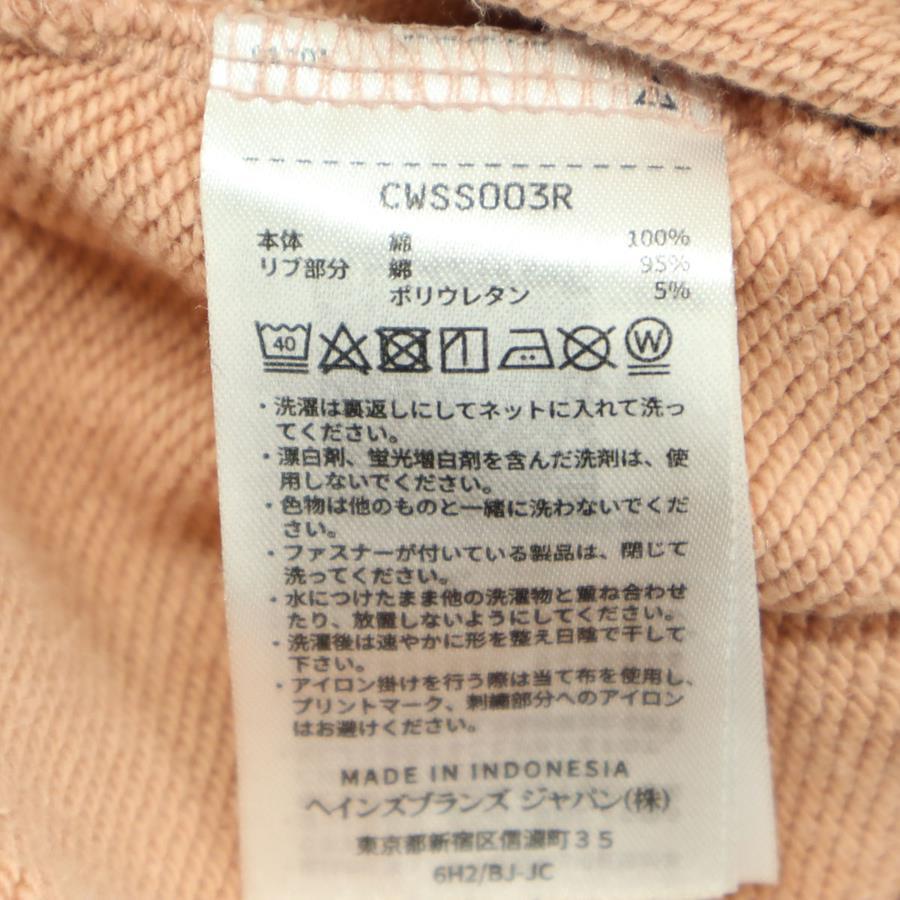 CWSS003R
本体 綿 100%
リブ部分 綿 95%
ポリウレタン 5%
40 W
・洗濯は裏返しにしてネットに入れて洗っ
てください。
・漂白剤、蛍光増白剤を含んだ洗剤は、使
用しないでください。
・色物は他のものと一緒に洗わないでくだ
さい。
・ファスナーが付いている製品は、閉じて
洗ってください。
・水につけたまま他の洗濯物と重ね合わせ
たり、放置しないようにしてください。
・洗濯後は速やかに形を整え日陰で干して
下さい。
・アイロン掛けを行う際は当て布を使用し、
プリントマーク、刺繍部分へのアイロン
はお避けください。
MADE IN INDONESIA
ヘインズブランズ ジャパン(株)
東京都新宿区信濃町35
6H2/BJ-JC